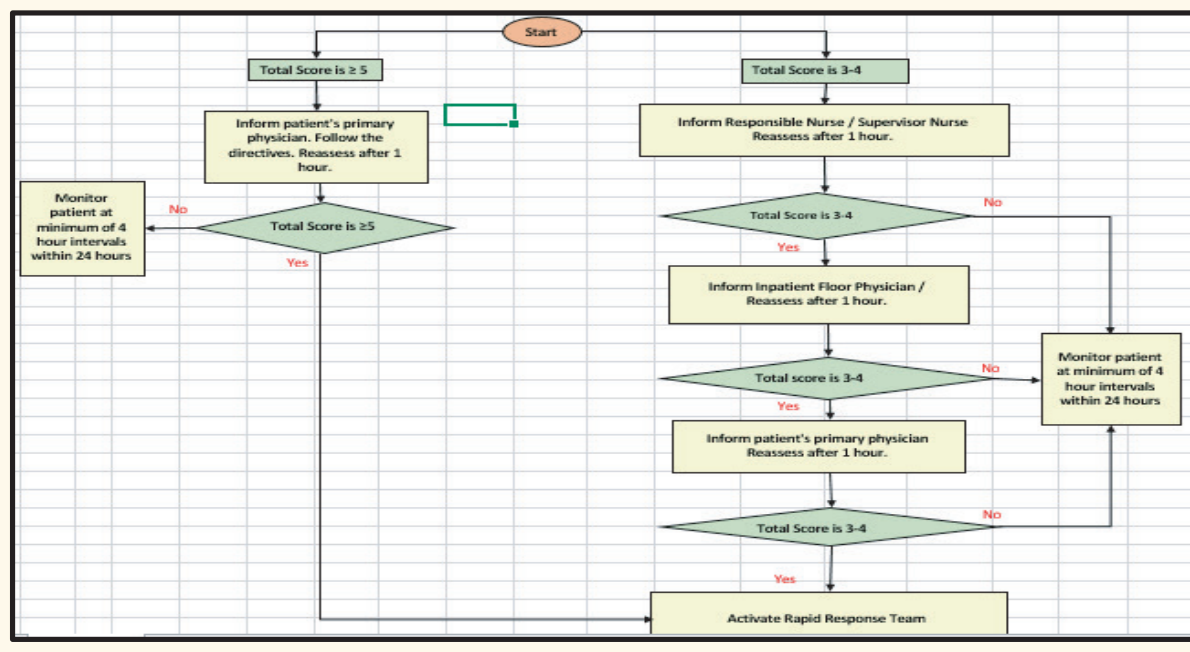 Start
Total Score is ≥ 5
Inform patient's primary
physician. Follow the
directives. Reassess after 1
hour.
Total Score is ≥5
No
Monitor
patient at
minimum of 4
hour intervals
within 24 hours
Yes
Total Score is 3-4
Inform Responsible Nurse / Supervisor Nurse
Reassess after 1 hour.
Total Score is 3-4
No
Yes
Inform Inpatient Floor Physician /
Reassess after 1 hour.
Total score is 3-4
No
Monitor patient
at minimum of 4
hour intervals
within 24 hours
Yes
Inform patient's primary physician
Reassess after 1 hour.
Total Score is 3-4
No
Yes
Activate Rapid Response Team